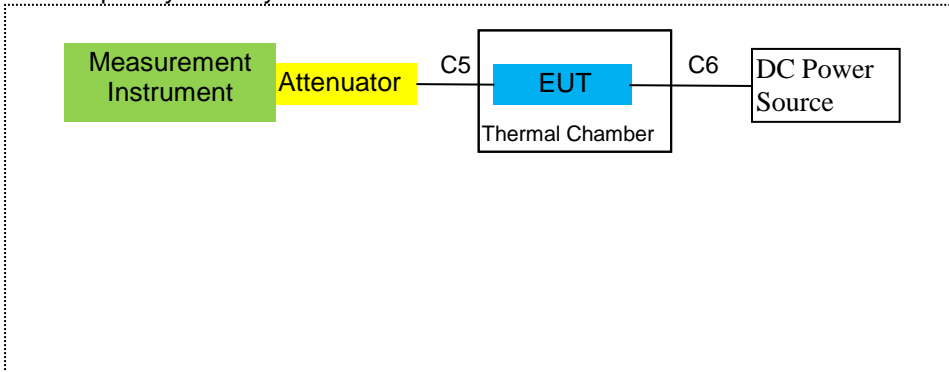 Measurement
Instrument
Attenuator
C5
EUT
Thermal Chamber
C6
DC Power
Source